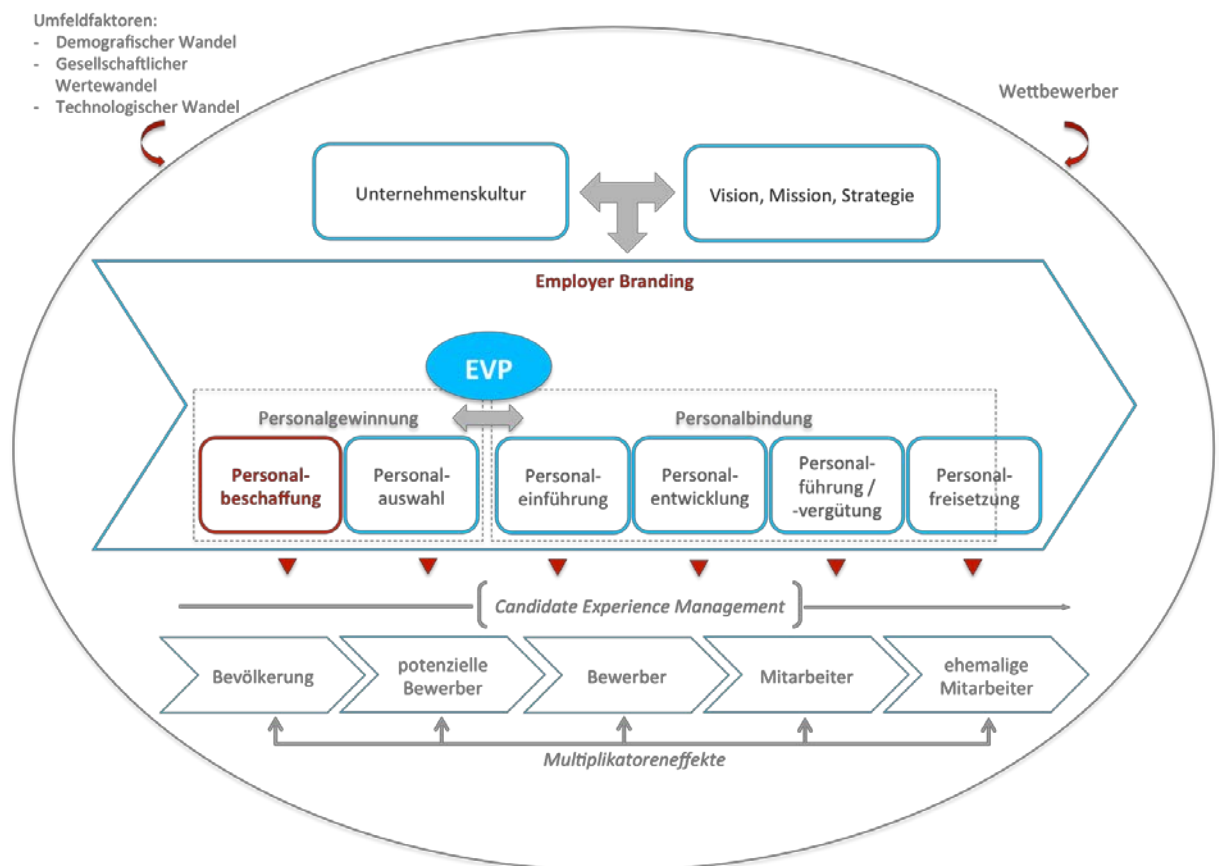 Umfeldfaktoren:
- Demografischer Wandel
- Gesellschaftlicher
Wertewandel
- Technologischer Wandel
Wettbewerber
Unternehmenskultur
Vision, Mission, Strategie
Employer Branding
EVP
Personalgewinnung
Personalbindung
Personal-
beschaffung
Personal-
auswahl
Personal-
einführung
Personal-
entwicklung
Personal-
führung /
-vergütung
Personal-
freisetzung
Candidate Experience Management
Bevölkerung
potenzielle
Bewerber
Bewerber
Mitarbeiter
ehemalige
Mitarbeiter
Multiplikatoreneffekte